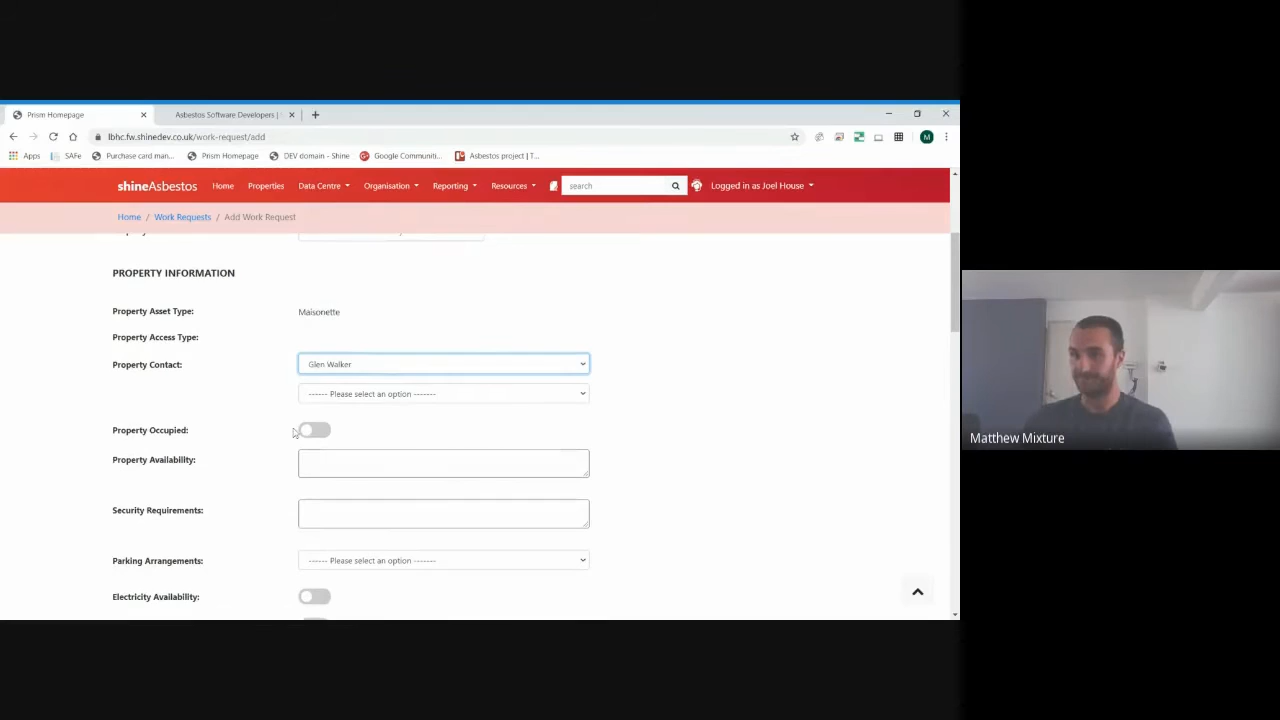 Prism Homepage
Asbestos Software Developers |
lbhc.fw.shinedev.co.uk/work-request/add
M
Apps SAFe Purchase card man... Prism Homepage DEV domain - Shine Google Communiti... Asbestos project | T...
shineAsbestos Home Properties Data Centre Organisation Reporting Resources search Logged in as Joel House
Home / Work Requests / Add Work Request
PROPERTY INFORMATION
Property Asset Type: Maisonette
Property Access Type:
Property Contact: Glen Walker
------ Please select an option -------
Property Occupied:
Property Availability:
Security Requirements:
Parking Arrangements: ------ Please select an option -------
Electricity Availability:
Matthew Mixture